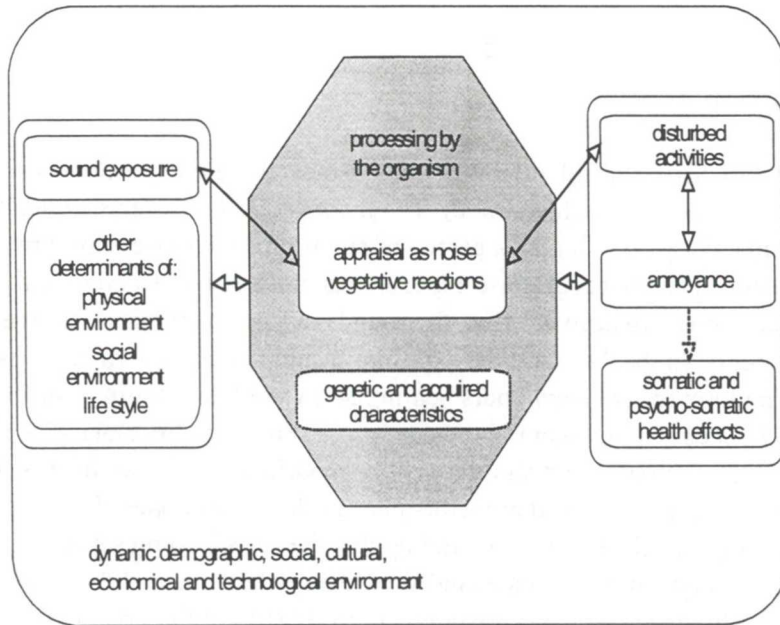 sound exposure
other
determinants of:
physical
environment
social
environment
life style
processing by
the organism
appraisal as noise
vegetative reactions
genetic and acquired
characteristics
disturbed
activities
annoyance
somatic and
psycho-somatic
health effects
dynamic demographic, social, cultural,
economical and technological environment